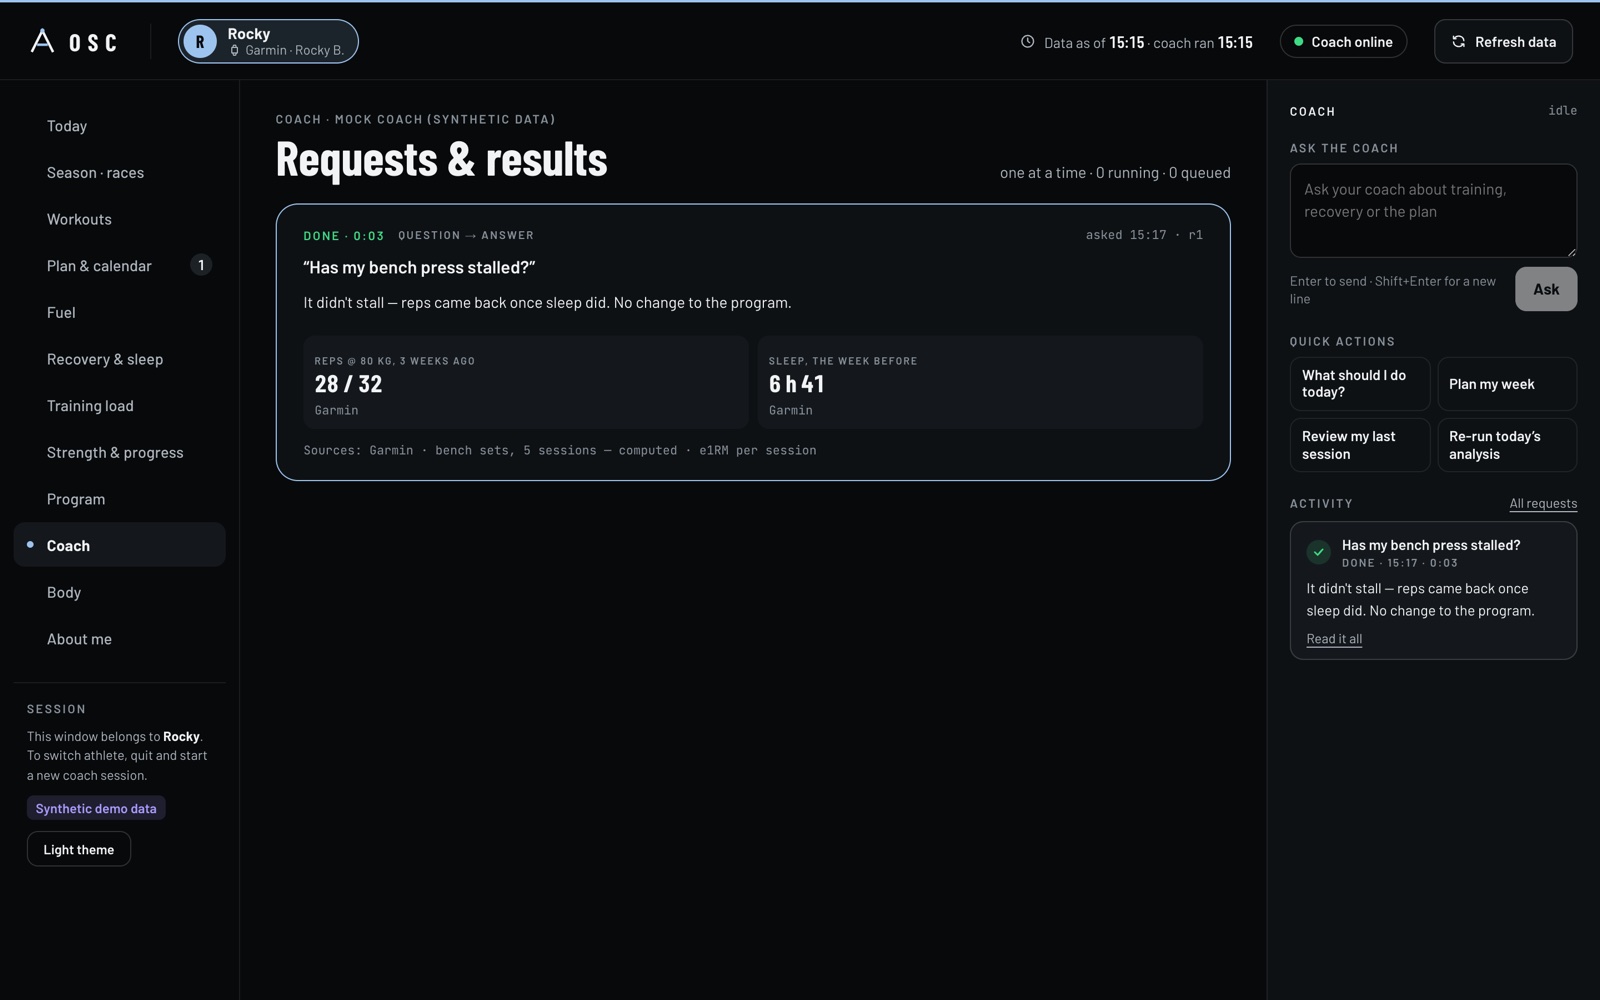 A OSC
R
Rocky
Garmin · Rocky B.
Data as of 15:15 · coach ran 15:15
Coach online
Refresh data
Today
Season · races
Workouts
Plan & calendar
1
Fuel
Recovery & sleep
Training load
Strength & progress
Program
Coach
Body
About me
SESSION
This window belongs to Rocky.
To switch athlete, quit and start
a new coach session.
Synthetic demo data
Light theme
COACH · MOCK COACH (SYNTHETIC DATA)
Requests & results
one at a time · 0 running · 0 queued
DONE · 0:03 QUESTION → ANSWER
asked 15:17 · r1
“Has my bench press stalled?”
It didn't stall — reps came back once sleep did. No change to the program.
REPS @ 80 KG, 3 WEEKS AGO
28 / 32
Garmin
SLEEP, THE WEEK BEFORE
6 h 41
Garmin
Sources: Garmin · bench sets, 5 sessions — computed · e1RM per session
COACH
idle
ASK THE COACH
Ask your coach about training,
recovery or the plan
Enter to send · Shift+Enter for a new
line
Ask
QUICK ACTIONS
What should I do
today?
Plan my week
Review my last
session
Re-run today’s
analysis
ACTIVITY
All requests
Has my bench press stalled?
DONE · 15:17 · 0:03
It didn't stall — reps came back once
sleep did. No change to the program.
Read it all